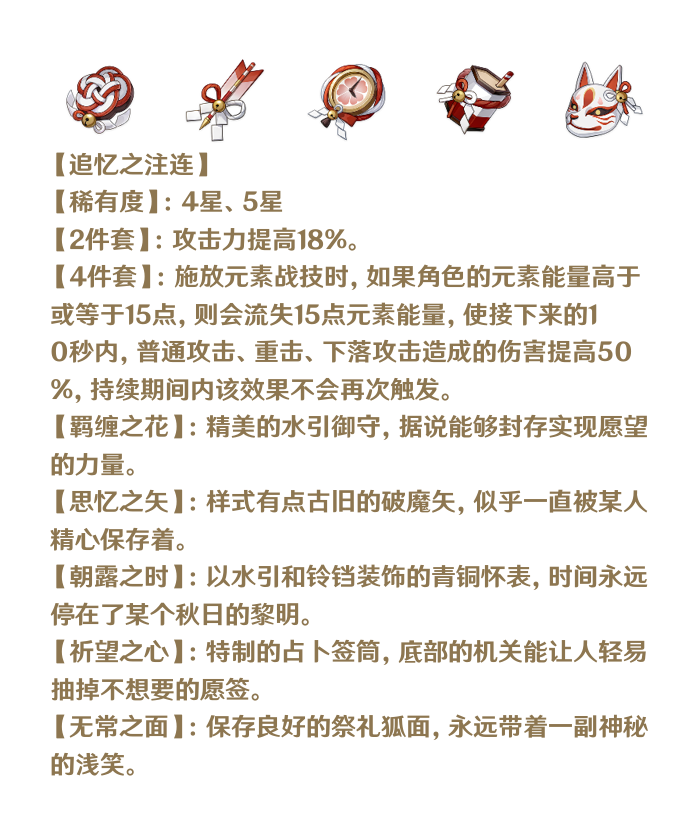 【追忆之注连】
【稀有度】：4星、5星
【2件套】：攻击力提高18%。
【4件套】：施放元素战技时，如果角色的元素能量高于
或等于15点，则会流失15点元素能量，使接下来的1
0秒内，普通攻击、重击、下落攻击造成的伤害提高50
%，持续期间内该效果不会再次触发。
【羁缠之花】：精美的水引御守，据说能够封存实现愿望
的力量。
【思忆之矢】：样式有点古旧的破魔矢，似乎一直被某人
精心保存着。
【朝露之时】：以水引和铃铛装饰的青铜怀表，时间永远
停在了某个秋日的黎明。
【祈望之心】：特制的占卜签筒，底部的机关能让人轻易
抽掉不想要的愿签。
【无常之面】：保存良好的祭礼狐面，永远带着一副神秘
的浅笑。